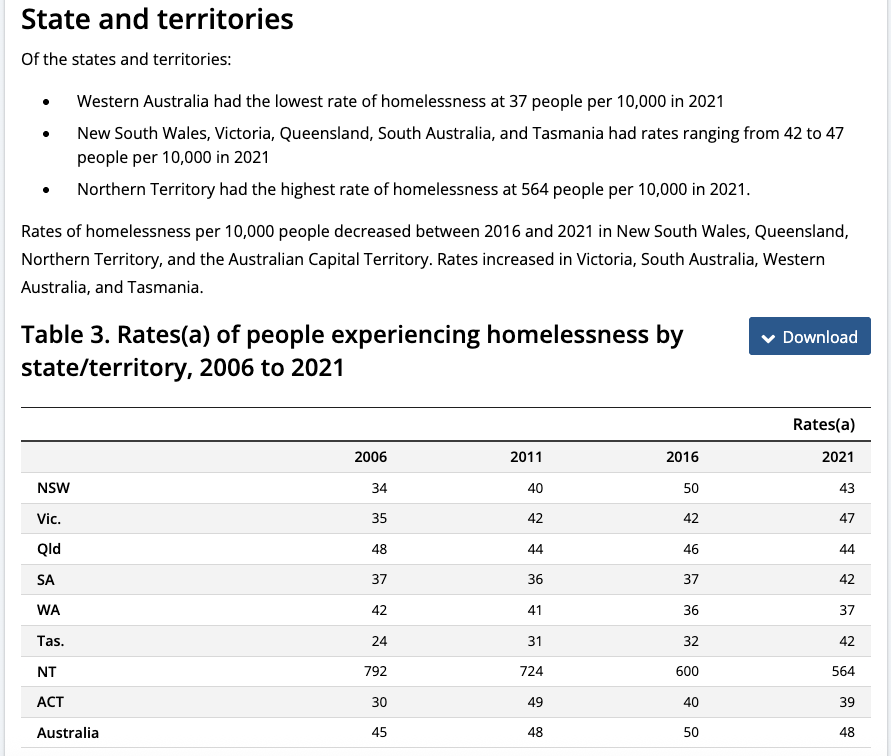 State and territories
Of the states and territories:
• Western Australia had the lowest rate of homelessness at 37 people per 10,000 in 2021
• New South Wales, Victoria, Queensland, South Australia, and Tasmania had rates ranging from 42 to 47
people per 10,000 in 2021
• Northern Territory had the highest rate of homelessness at 564 people per 10,000 in 2021.
Rates of homelessness per 10,000 people decreased between 2016 and 2021 in New South Wales, Queensland,
Northern Territory, and the Australian Capital Territory. Rates increased in Victoria, South Australia, Western
Australia, and Tasmania.
Table 3. Rates(a) of people experiencing homelessness by
state/territory, 2006 to 2021
Download
Rates(a)
2006 2011 2016 2021
NSW 34 40 50 43
Vic. 35 42 42 47
Qld 48 44 46 44
SA 37 36 37 42
WA 42 41 36 37
Tas. 24 31 32 42
NT 792 724 600 564
ACT 30 49 40 39
Australia 45 48 50 48